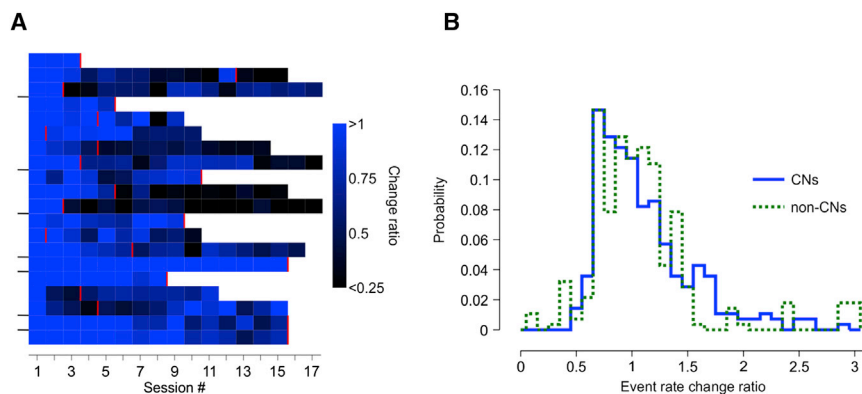 A
B
>1
0.75
0.5
<0.25
Change ratio
1 3 5 7 9 11 13 15 17
Session #
0.16
0.14
0.12
0.1
0.08
0.06
0.04
0.02
0
Probability
CNs
non-CNs
0 0.5 1 1.5 2 2.5 3
Event rate change ratio